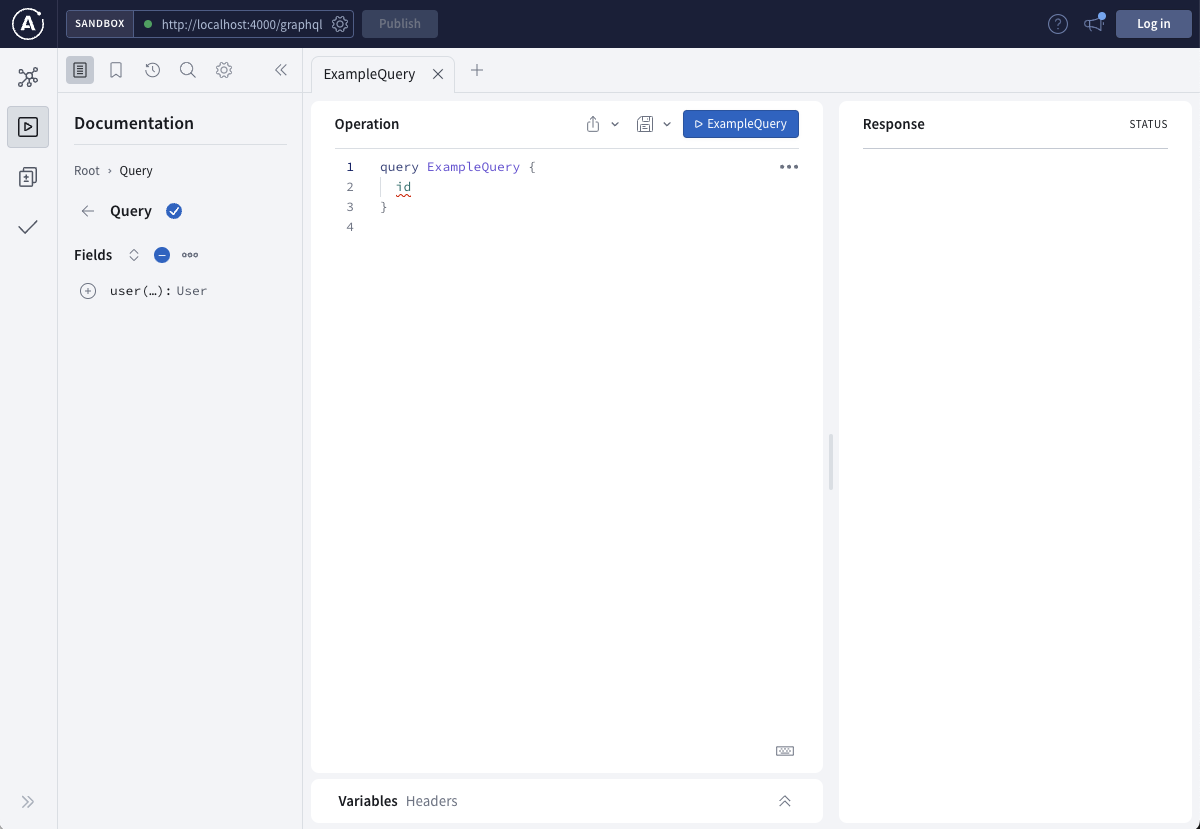 SANDBOX http://localhost:4000/graphql Publish Log in
ExampleQuery
Documentation
Root › Query
Query
Fields
user(…): User
Operation ExampleQuery
1 query ExampleQuery {
2 id
3 }
4
Variables Headers
Response STATUS